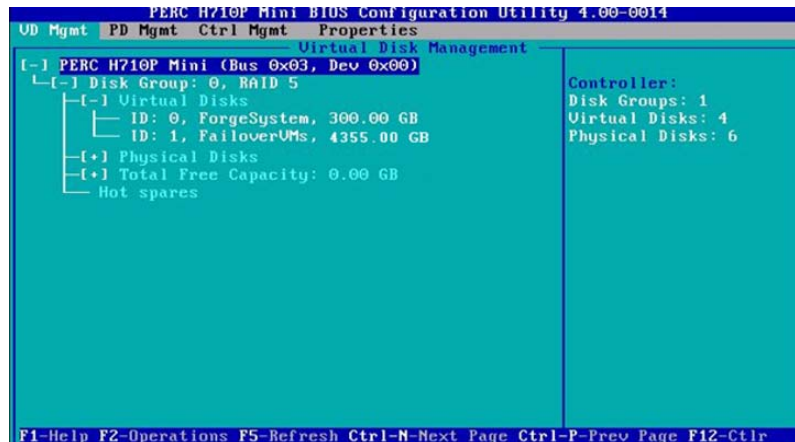 PERC H710P Mini BIOS Configuration Utility 4.00-0014
VD Mgmt PD Mgmt Ctrl Mgmt Properties
Virtual Disk Management
[-] PERC H710P Mini (Bus 0x03, Dev 0x00)
[-] Disk Group: 0, RAID 5
[-] Virtual Disks
ID: 0, ForgeSystem, 300.00 GB
ID: 1, FailoverVMs, 4355.00 GB
[+] Physical Disks
[+] Total Free Capacity: 0.00 GB
Hot spares
Controller:
Disk Groups: 1
Virtual Disks: 4
Physical Disks: 6
F1-Help F2-Operations F5-Refresh Ctrl-N-Next Page Ctrl-P-Prev Page F12-Ctlr